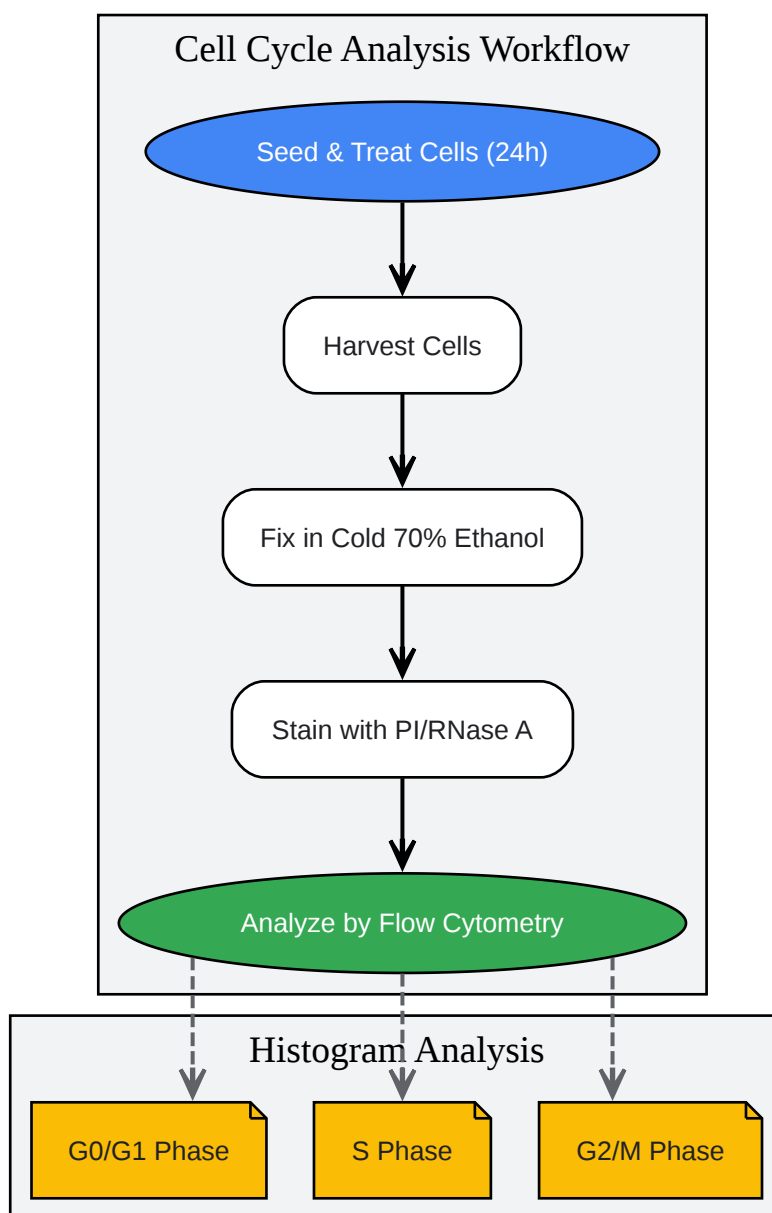 Cell Cycle Analysis Workflow
Seed & Treat Cells (24h)
Harvest Cells
Fix in Cold 70% Ethanol
Stain with PI/RNase A
Analyze by Flow Cytometry
Histogram Analysis
G0/G1 Phase
S Phase
G2/M Phase